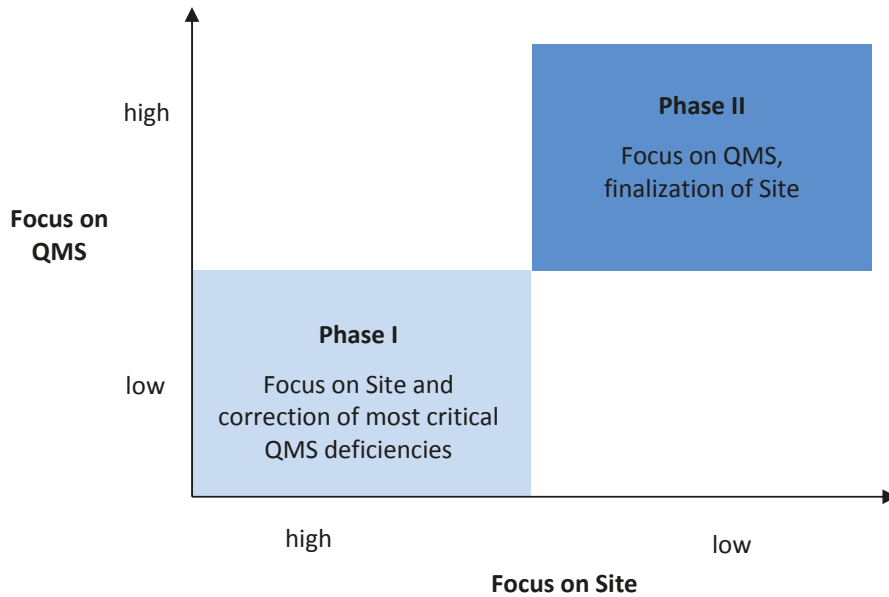 high
Focus on
QMS
low
Phase II
Focus on QMS,
finalization of Site
Phase I
Focus on Site and
correction of most critical
QMS deficiencies
high
low
Focus on Site